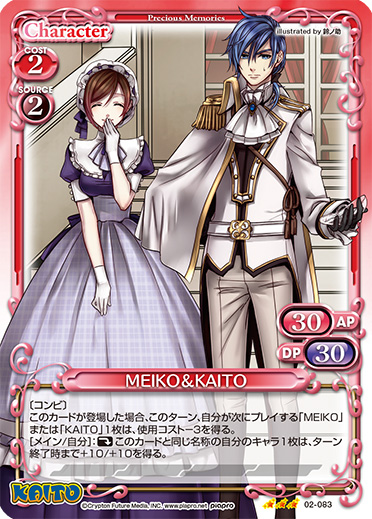 Precious Memories
Character
illustrated by 鈴ノ助
COST
2
SOURCE
2
30 AP
DP 30
MEIKO&KAITO
[コンビ]
このカードが登場した場合、このターン、自分が次にプレイする「MEIKO」
または「KAITO」1枚は、使用コスト-3を得る。
[メイン/自分]:このカードと同じ名称の自分のキャラ1枚は、ターン
終了時まで+10/+10を得る。
KAITO
©Crypton Future Media, INC. www.piapro.net piapro
02-083